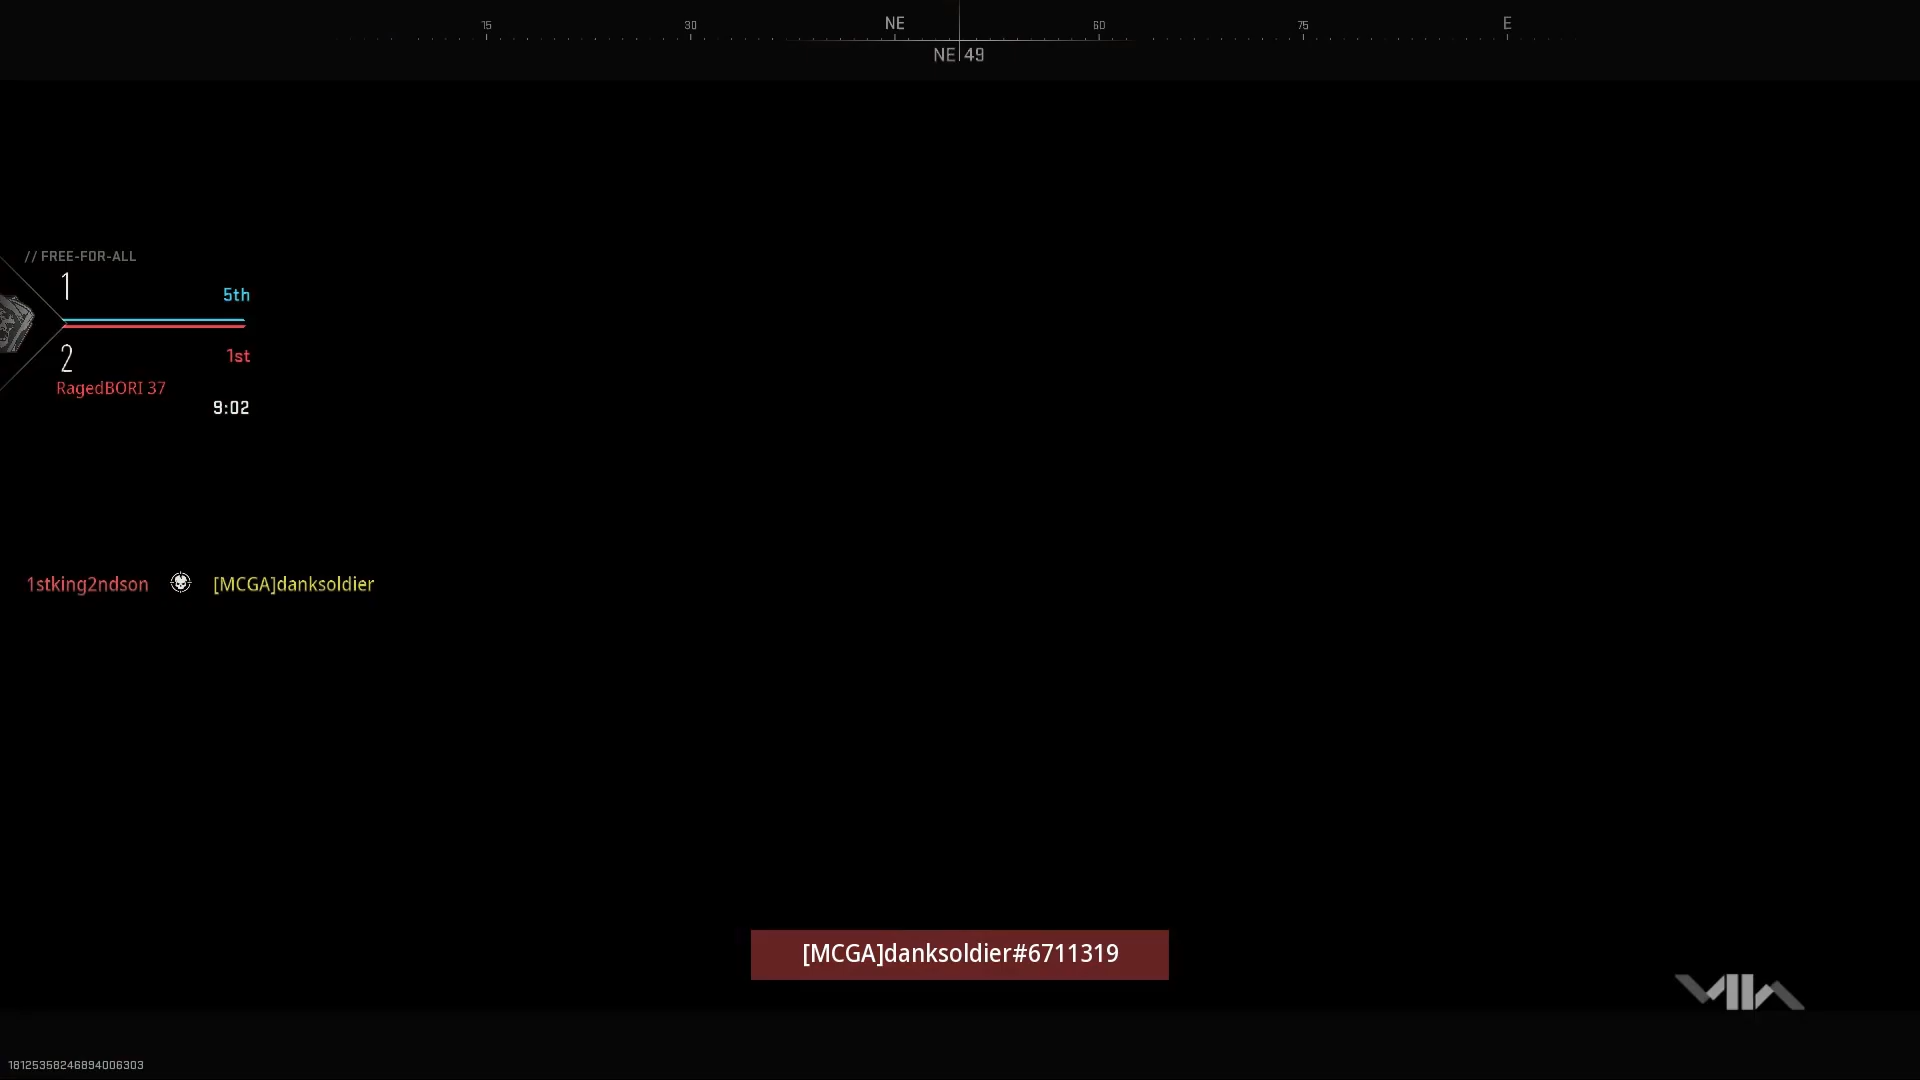 15 30 NE 60 75 E
NE 49
// FREE-FOR-ALL
1
5th
2
1st
RagedBORI 37
9:02
1stking2ndson [MCGA]danksoldier
[MCGA]danksoldier#6711319
18125358246894006303